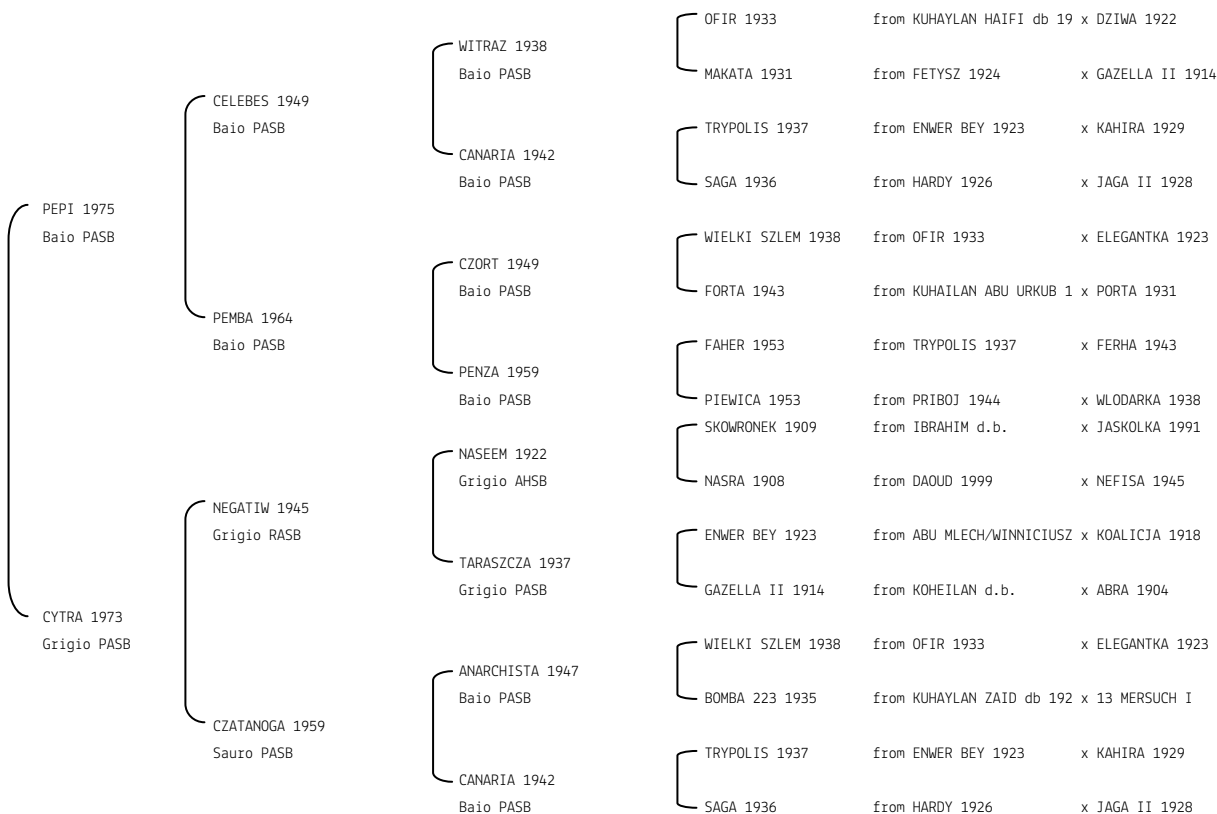 OFIR 1933 from KUHAYLAN HAIFI db 19 x DZIWA 1922
WITRAZ 1938
Baio PASB
MAKATA 1931 from FETYSZ 1924 x GAZELLA II 1914
CELEBES 1949
Baio PASB
TRYPOLIS 1937 from ENWER BEY 1923 x KAHIRA 1929
CANARIA 1942
Baio PASB
SAGA 1936 from HARDY 1926 x JAGA II 1928
PEPI 1975
Baio PASB
WIELKI SZLEM 1938 from OFIR 1933 x ELEGANTKA 1923
CZORT 1949
Baio PASB
FORTA 1943 from KUHAILAN ABU URKUB 1 x PORTA 1931
PEMBA 1964
Baio PASB
FAHER 1953 from TRYPOLIS 1937 x FERHA 1943
PENZA 1959
Baio PASB
PIEWICA 1953 from PRIBOJ 1944 x WLODARKA 1938
SKOWRONEK 1909 from IBRAHIM d.b. x JASKOLKA 1991
NASEEM 1922
Grigio AHSB
NASRA 1908 from DAOUD 1999 x NEFISA 1945
NEGATIW 1945
Grigio RASB
ENWER BEY 1923 from ABU MLECH/WINNICIUSZ x KOALICJA 1918
TARASZCZA 1937
Grigio PASB
GAZELLA II 1914 from KOHEILAN d.b. x ABRA 1904
CYTRA 1973
Grigio PASB
WIELKI SZLEM 1938 from OFIR 1933 x ELEGANTKA 1923
ANARCHISTA 1947
Baio PASB
BOMBA 223 1935 from KUHAYLAN ZAID db 192 x 13 MERSUCH I
CZATANOGA 1959
Sauro PASB
TRYPOLIS 1937 from ENWER BEY 1923 x KAHIRA 1929
CANARIA 1942
Baio PASB
SAGA 1936 from HARDY 1926 x JAGA II 1928